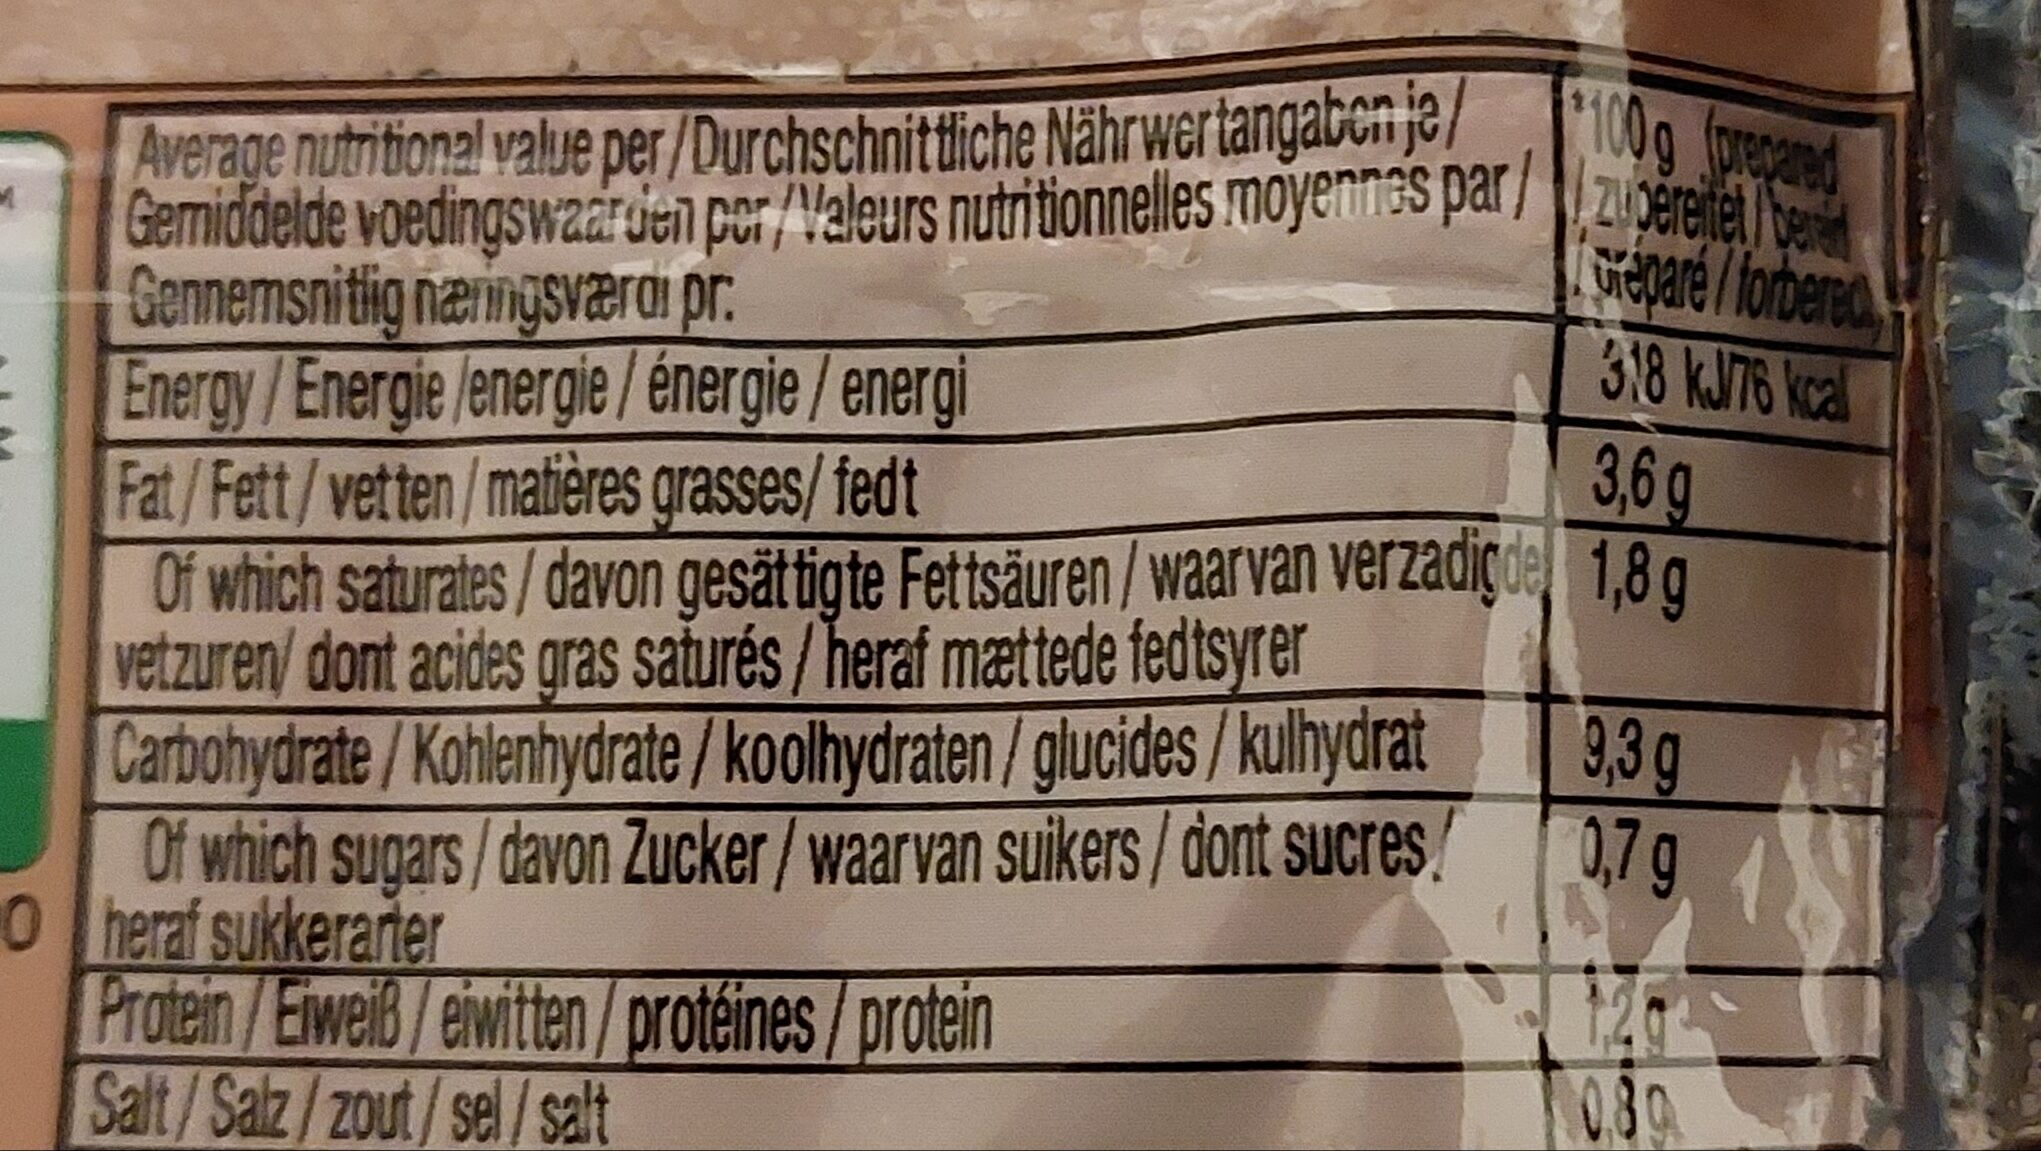 Average nutritional value per / Durchschnittliche Nährwertangaben je / *100 g (prepared
Gemiddelde voedingswaarden per / Valeurs nutritionnelles moyennes par / / zubereitet / bereid
Gennemsnitlig næringsværdi pr: / préparé /
Energy / Energie /energie / énergie / energi 318 kJ/76 kcal
Fat / Fett / vetten / matières grasses/ fedt 3,6 g
Of which saturates / davon gesättigte Fettsäuren / waarvan verzadigde 1,8 g
vetzuren/ dont acides gras saturés / heraf mættede fedtsyrer
Carbohydrate / Kohlenhydrate / koolhydraten / glucides / kulhydrat 9,3 g
Of which sugars / davon Zucker / waarvan suikers / dont sucres / 0,7 g
heraf sukkerarter
Protein / Eiweiß / eiwitten / protéines / protein 1,2 g
Salt / Salz / zout / sel / salt 0,8 g